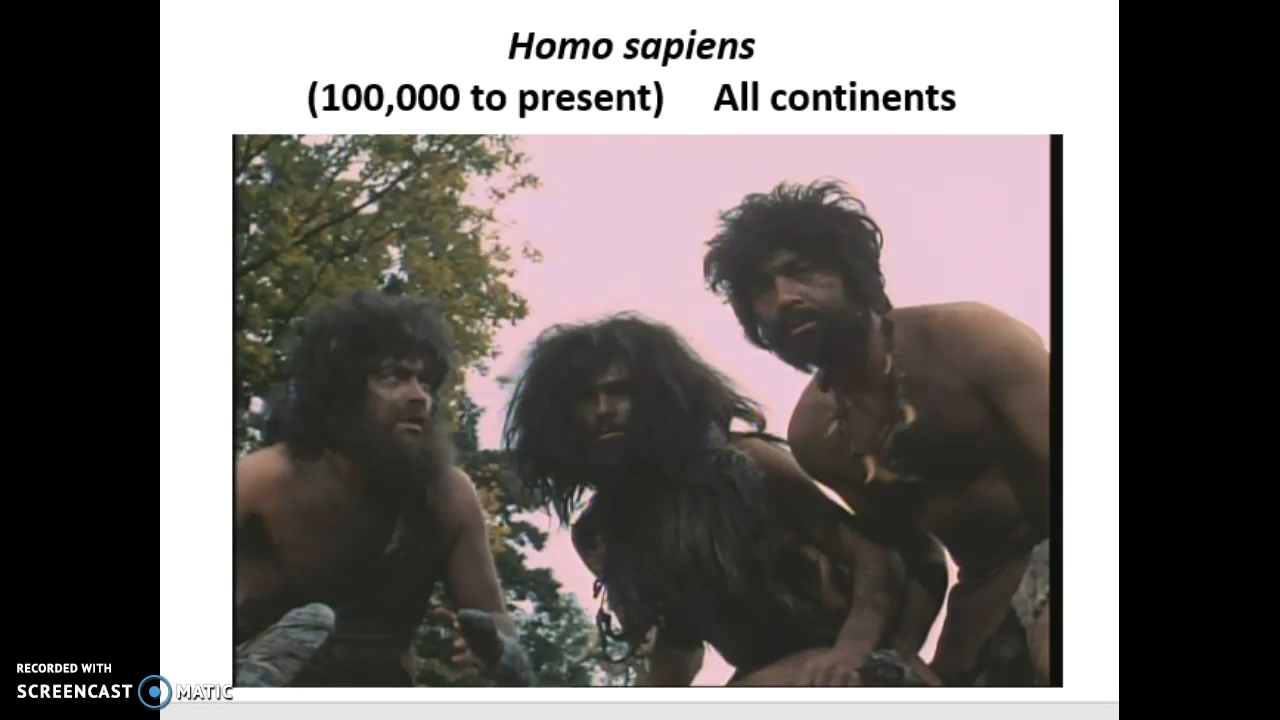 Homo sapiens
(100,000 to present) All continents
RECORDED WITH
SCREENCAST MATIC